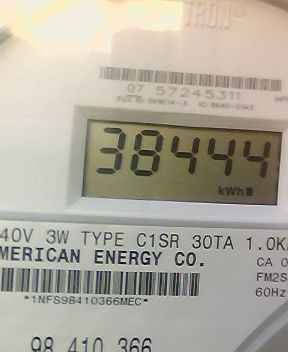 TRON®
07 57245311
38444
kWh
40V 3W TYPE C1SR 30TA 1.0K
MERICAN ENERGY CO.
CA 0
FM2S
60Hz
*1NFS98410366MEC*
98 410 366